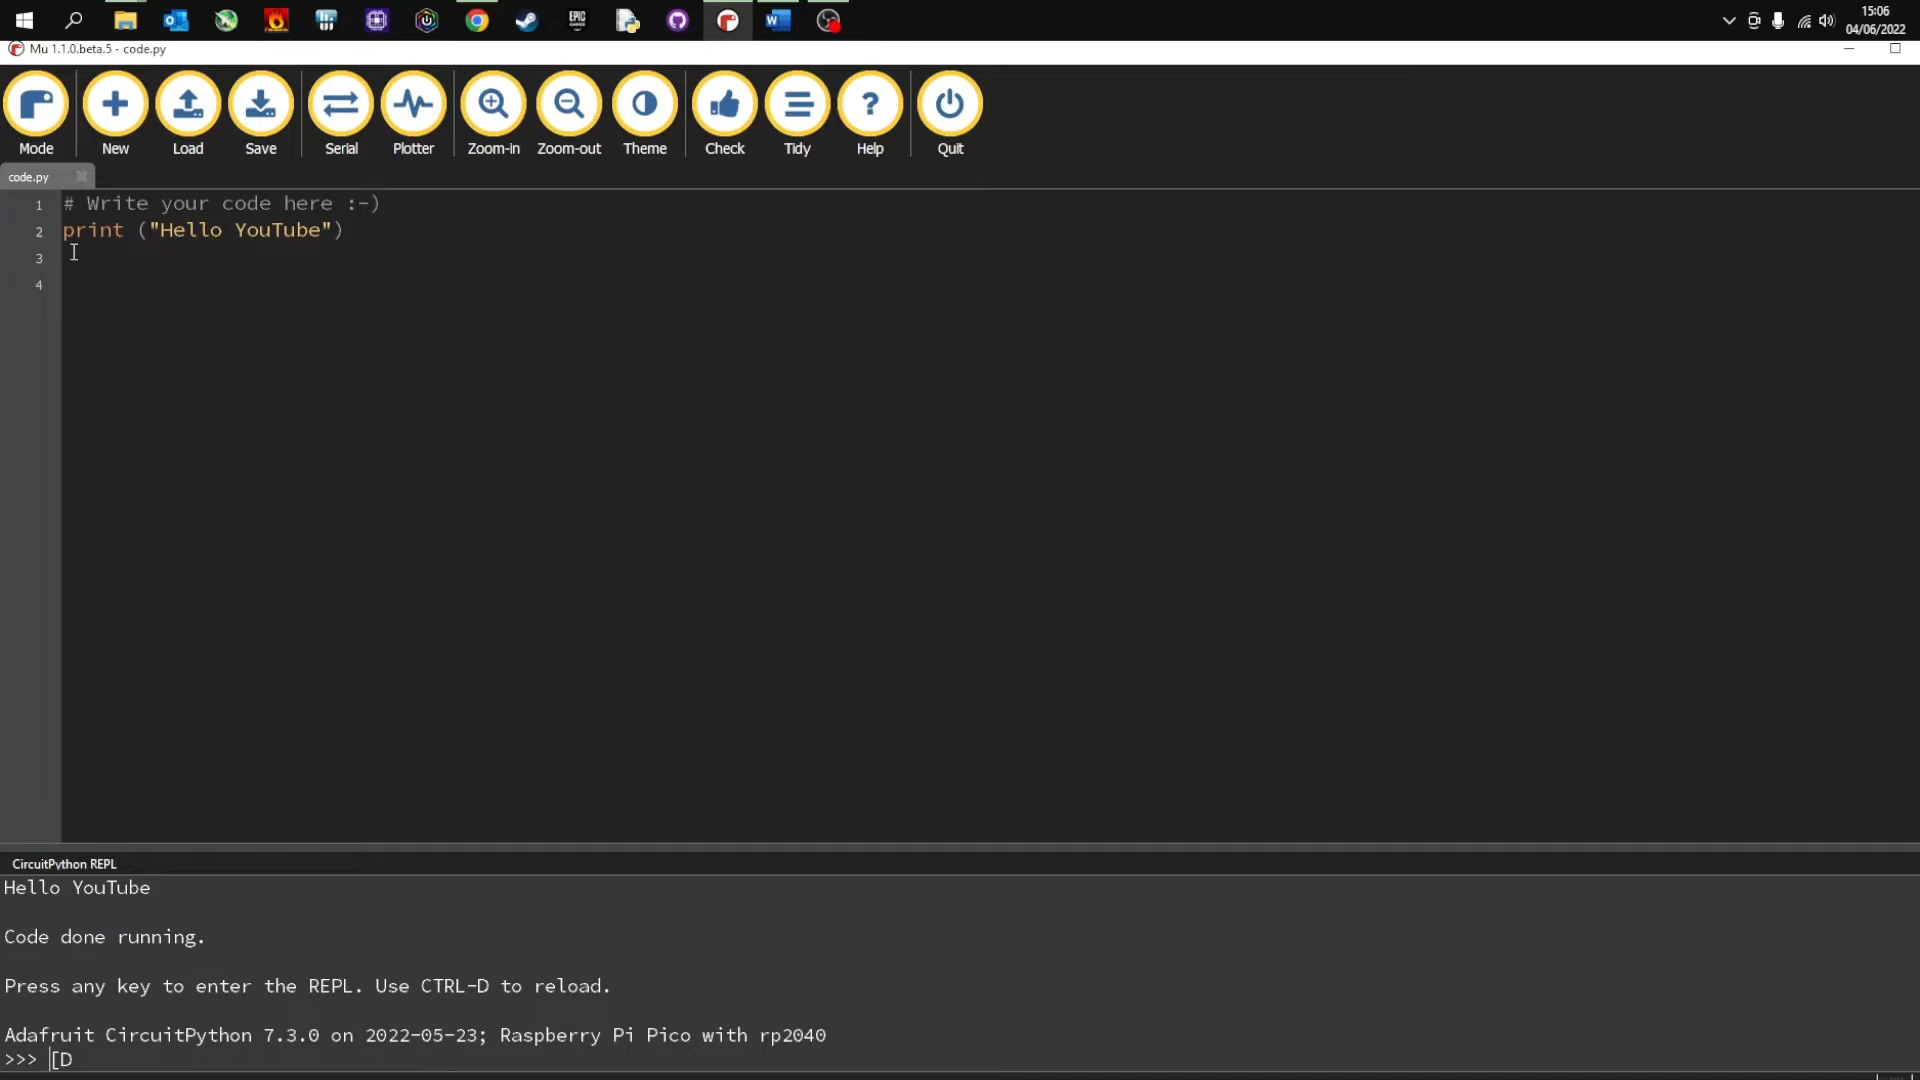 15:06
04/06/2022
Mu 1.1.0.beta.5 - code.py
Mode
New
Load
Save
Serial
Plotter
Zoom-in
Zoom-out
Theme
Check
Tidy
Help
Quit
code.py
1 # Write your code here :-)
2 print ("Hello YouTube")
3
4
CircuitPython REPL
Hello YouTube
Code done running.
Press any key to enter the REPL. Use CTRL-D to reload.
Adafruit CircuitPython 7.3.0 on 2022-05-23; Raspberry Pi Pico with rp2040
>>> [D